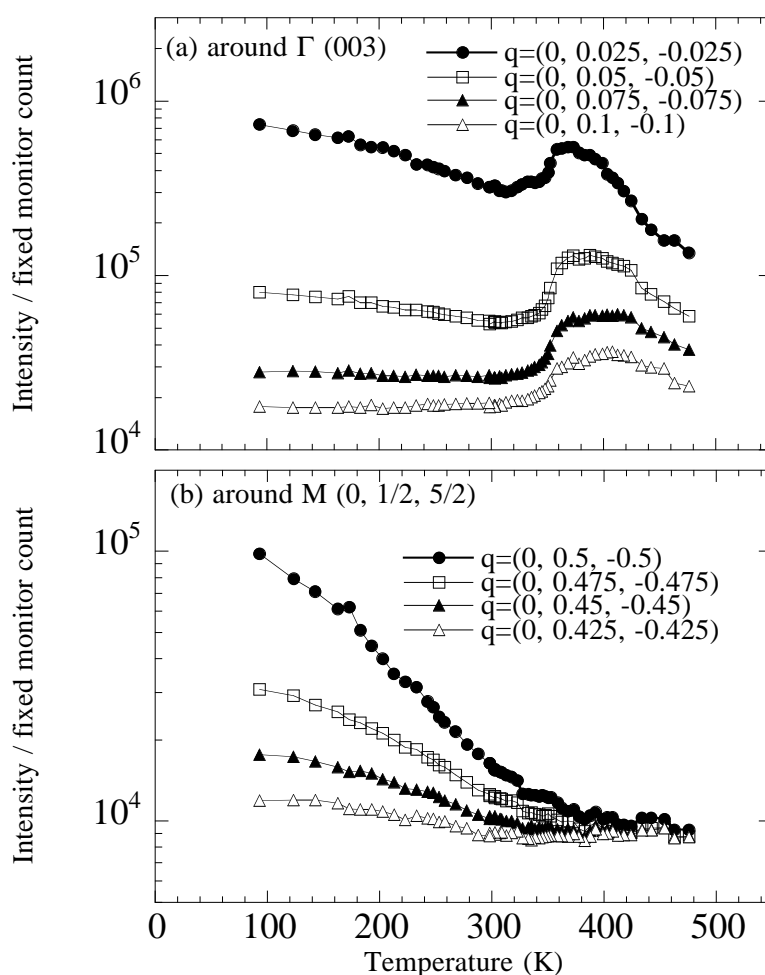 (a) around Γ (003)
q=(0, 0.025, -0.025)
q=(0, 0.05, -0.05)
q=(0, 0.075, -0.075)
q=(0, 0.1, -0.1)
10^6
10^5
10^4
Intensity / fixed monitor count
(b) around M (0, 1/2, 5/2)
q=(0, 0.5, -0.5)
q=(0, 0.475, -0.475)
q=(0, 0.45, -0.45)
q=(0, 0.425, -0.425)
10^5
10^4
Intensity / fixed monitor count
0 100 200 300 400 500
Temperature (K)